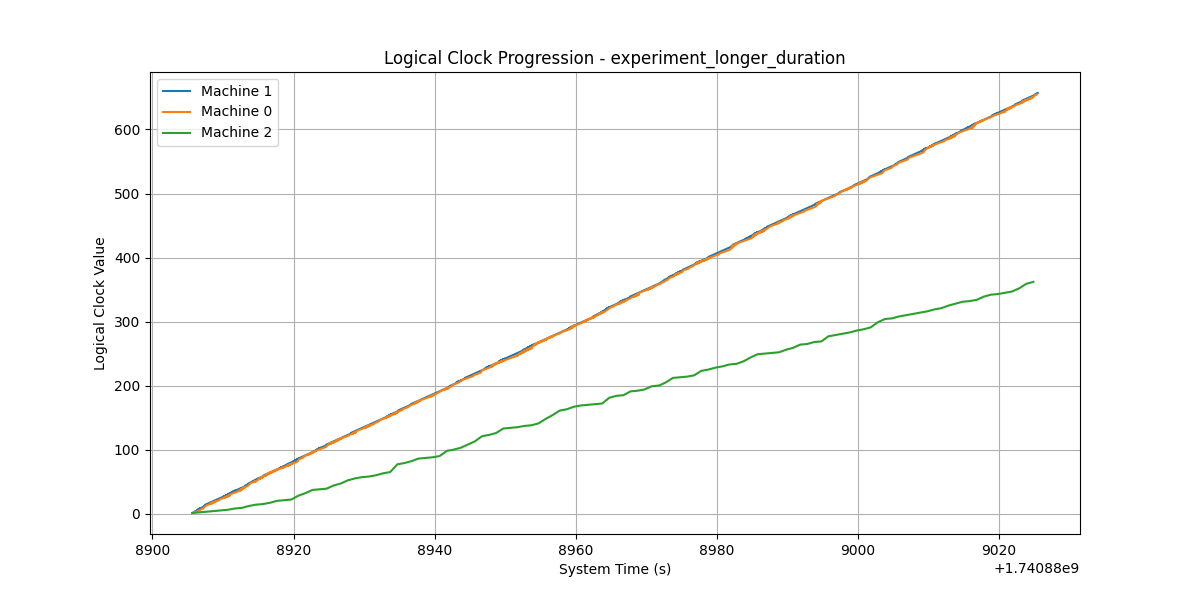 Logical Clock Progression - experiment_longer_duration
Machine 1
Machine 0
Machine 2
Logical Clock Value
600
500
400
300
200
100
0
8900 8920 8940 8960 8980 9000 9020
System Time (s)
+1.74088e9